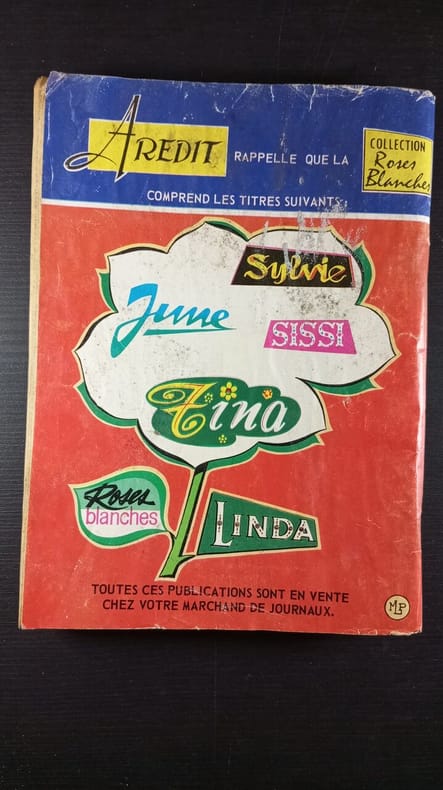 AREDIT RAPPELLE QUE LA
COLLECTION
Roses
Blanches
COMPREND LES TITRES SUIVANTS:
Sylvie
June
SISSI
Tina
Roses
blanches
LINDA
TOUTES CES PUBLICATIONS SONT EN VENTE
CHEZ VOTRE MARCHAND DE JOURNAUX.
MLP